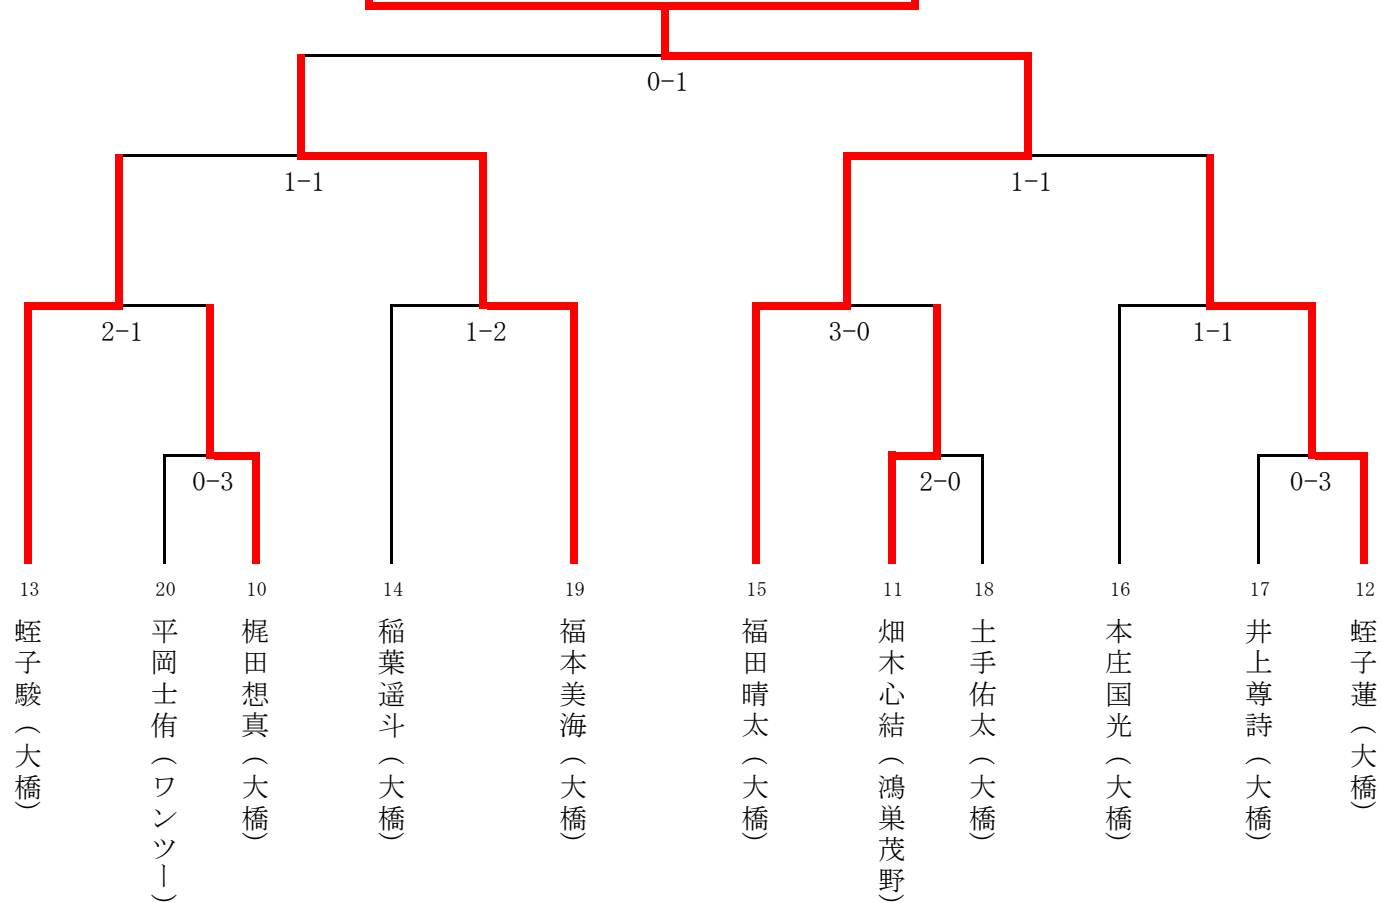 0-1
1-1
1-1
2-1
1-2
3-0
1-1
0-3
2-0
0-3
13
20
10
14
19
15
11
18
16
17
12
蛭子駿(大橋)
平岡士侑(ワンツー)
梶田想真(大橋)
稲葉遥斗(大橋)
福本美海(大橋)
福田晴太(大橋)
畑木心結(鴻巣茂野)
土手佑太(大橋)
本庄国光(大橋)
井上尊詩(大橋)
蛭子蓮(大橋)